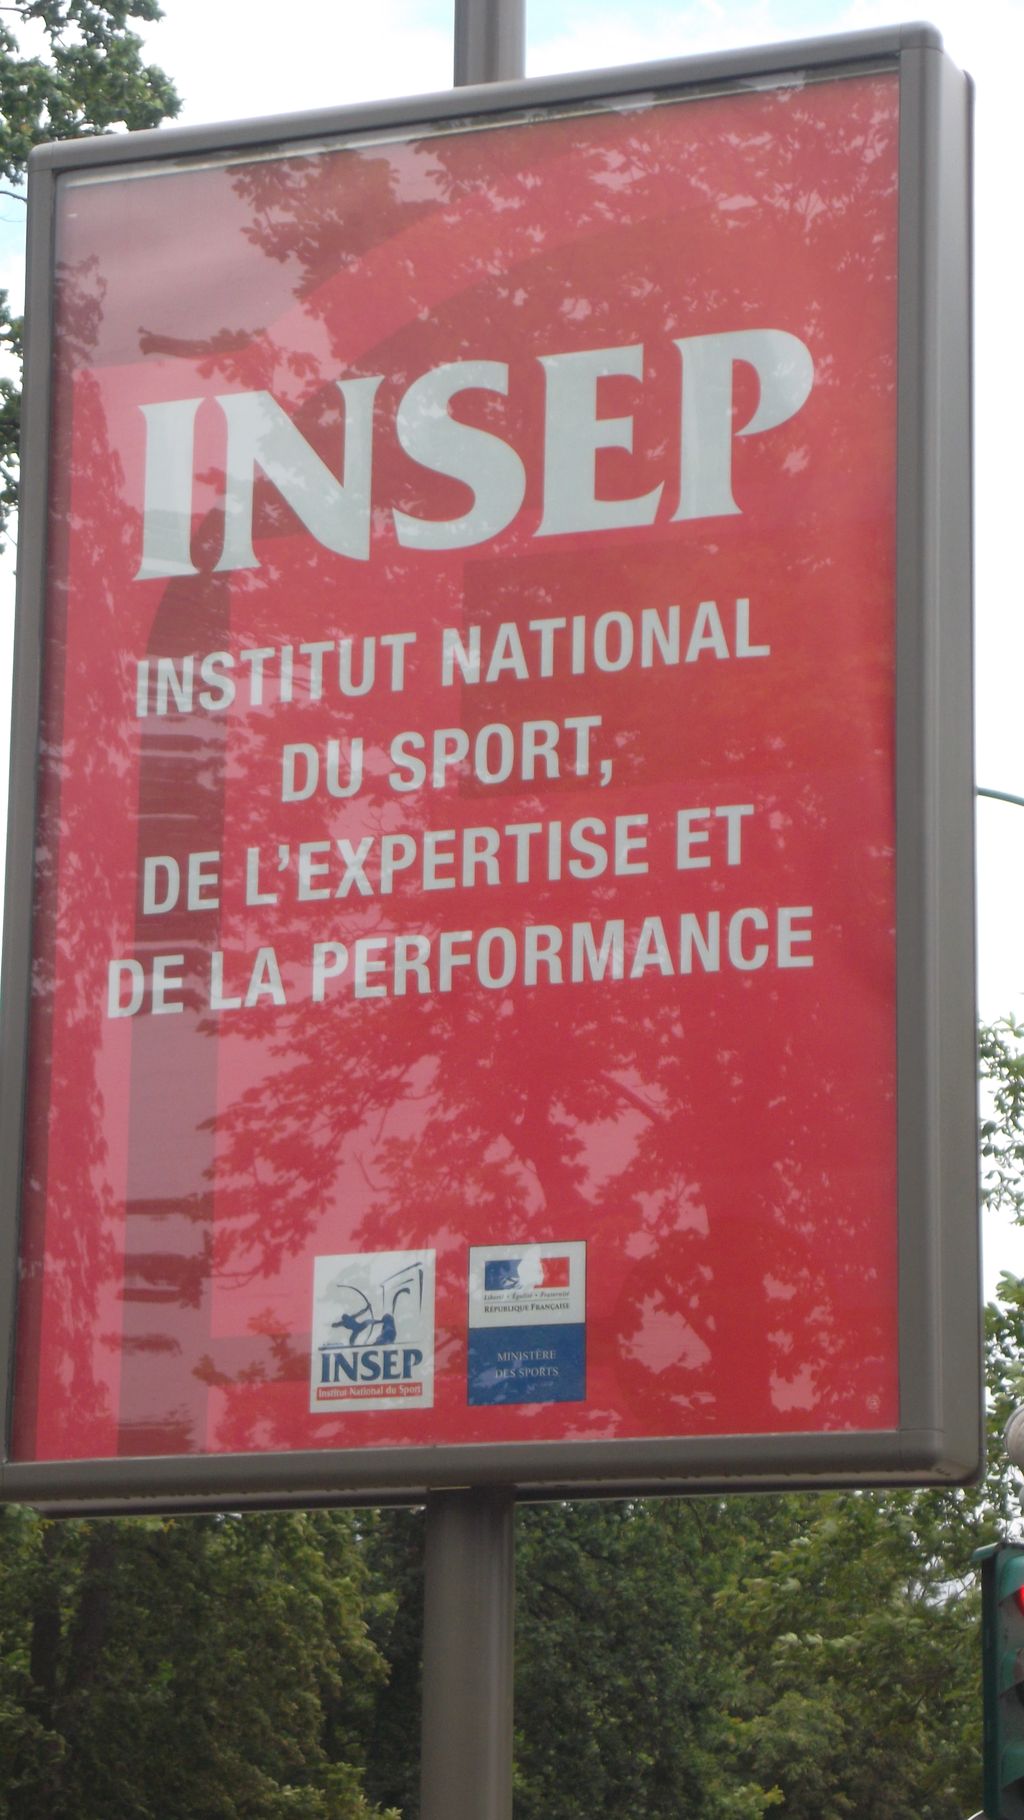 INSEP
INSTITUT NATIONAL
DU SPORT,
DE L'EXPERTISE ET
DE LA PERFORMANCE
INSEP
Institut National du Sport
Liberté • Égalité • Fraternité
RÉPUBLIQUE FRANÇAISE
MINISTÈRE
DES SPORTS